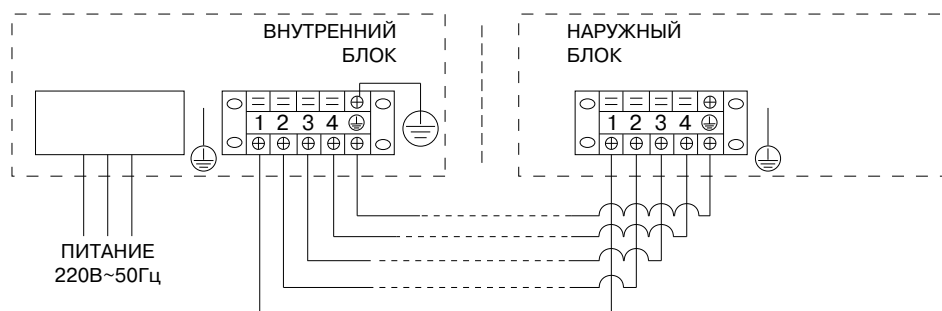 ВНУТРЕННИЙ
БЛОК
НАРУЖНЫЙ
БЛОК
1 2 3 4
1 2 3 4
ПИТАНИЕ
220В~50Гц